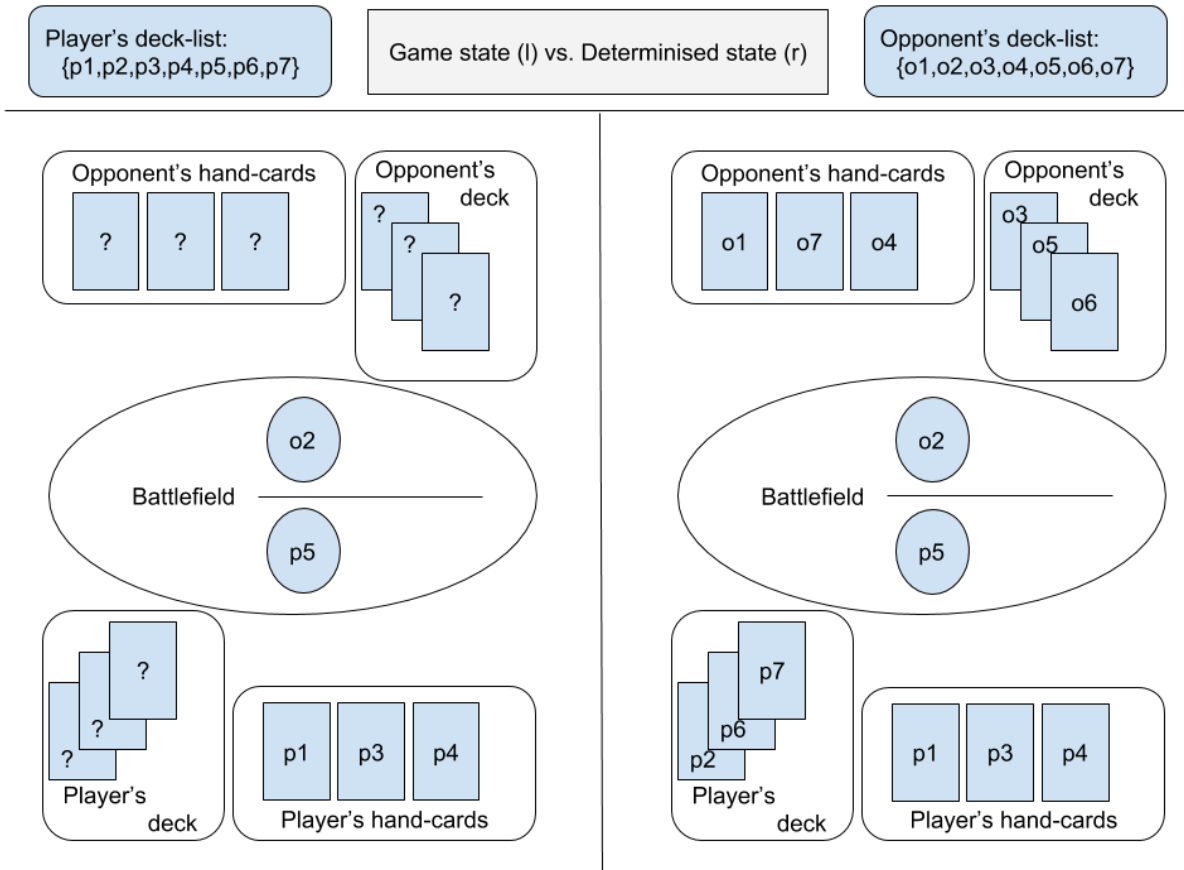 Player's deck-list:
{p1,p2,p3,p4,p5,p6,p7}
Game state (l) vs. Determinised state (r)
Opponent's deck-list:
{o1,o2,o3,o4,o5,o6,o7}
Opponent's hand-cards
? ? ?
Opponent's
deck
?
?
?
Battlefield
o2
p5
?
?
?
Player's
deck
p1 p3 p4
Player's hand-cards
Opponent's hand-cards
o1 o7 o4
Opponent's
deck
o3
o5
o6
Battlefield
o2
p5
p7
p6
p2
Player's
deck
p1 p3 p4
Player's hand-cards